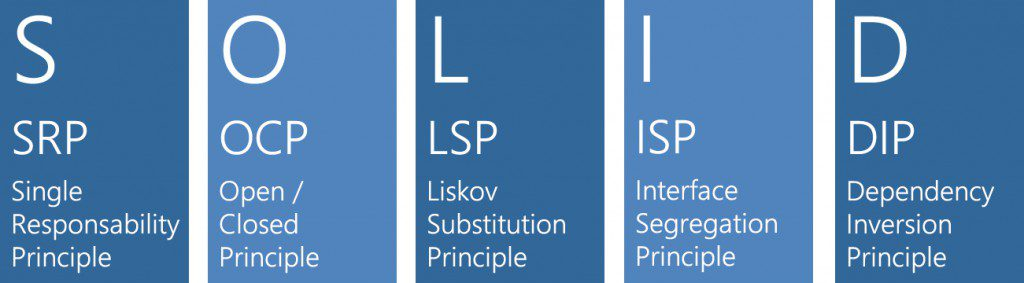 S
SRP
Single
Responsability
Principle
O
OCP
Open /
Closed
Principle
L
LSP
Liskov
Substitution
Principle
I
ISP
Interface
Segregation
Principle
D
DIP
Dependency
Inversion
Principle